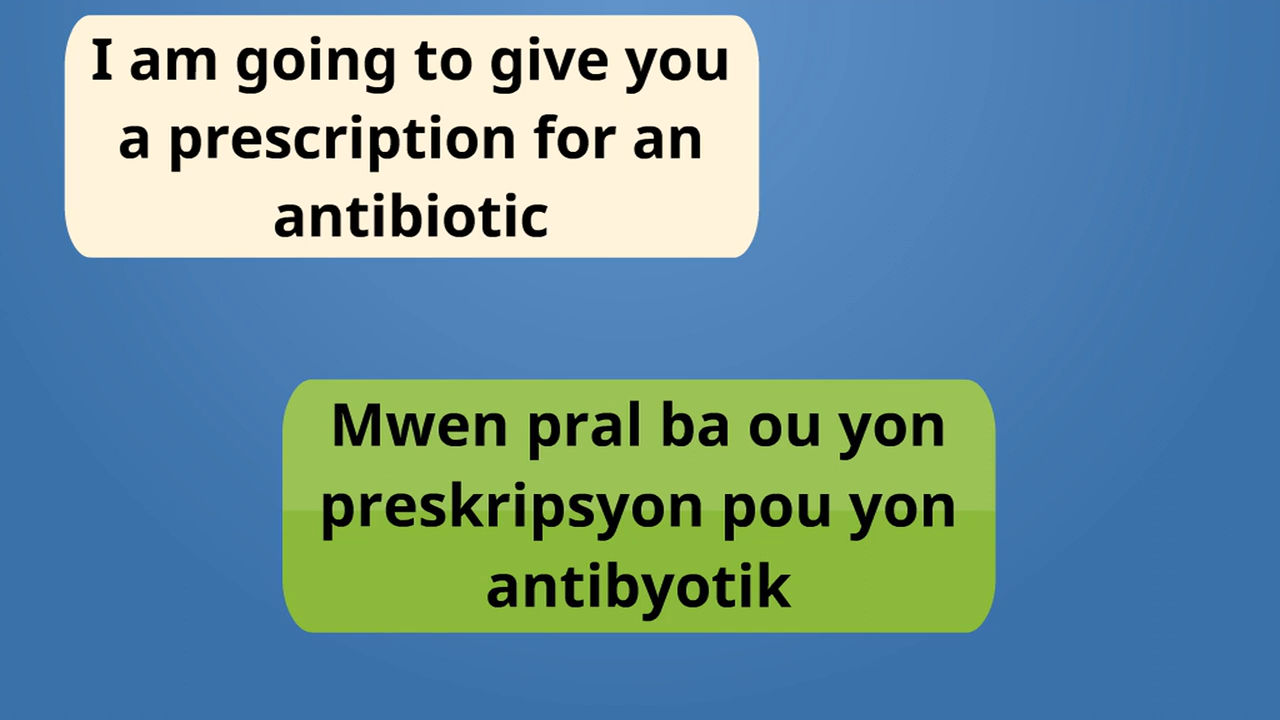 I am going to give you
a prescription for an
antibiotic
Mwen pral ba ou yon
preskripsyon pou yon
antibyotik